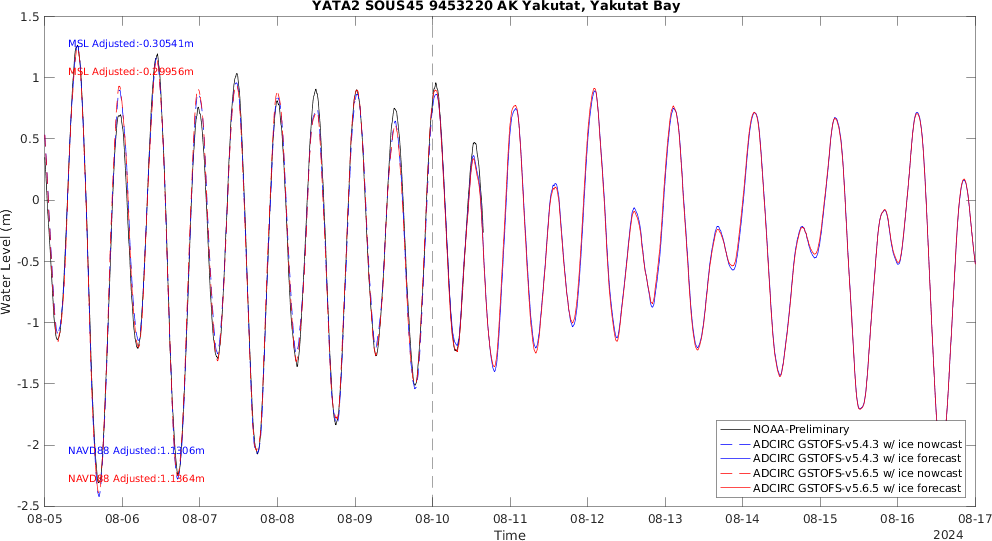 YATA2 SOUS45 9453220 AK Yakutat, Yakutat Bay
1.5
1
0.5
0
-0.5
-1
-1.5
-2
-2.5
Water Level (m)
MSL Adjusted:-0.30541m
MSL Adjusted:-0.29956m
NAVD88 Adjusted:1.1306m
NAVD88 Adjusted:1.1364m
NOAA-Preliminary
ADCIRC GSTOFS-v5.4.3 w/ ice nowcast
ADCIRC GSTOFS-v5.4.3 w/ ice forecast
ADCIRC GSTOFS-v5.6.5 w/ ice nowcast
ADCIRC GSTOFS-v5.6.5 w/ ice forecast
08-05 08-06 08-07 08-08 08-09 08-10 08-11 08-12 08-13 08-14 08-15 08-16 08-17
Time
2024